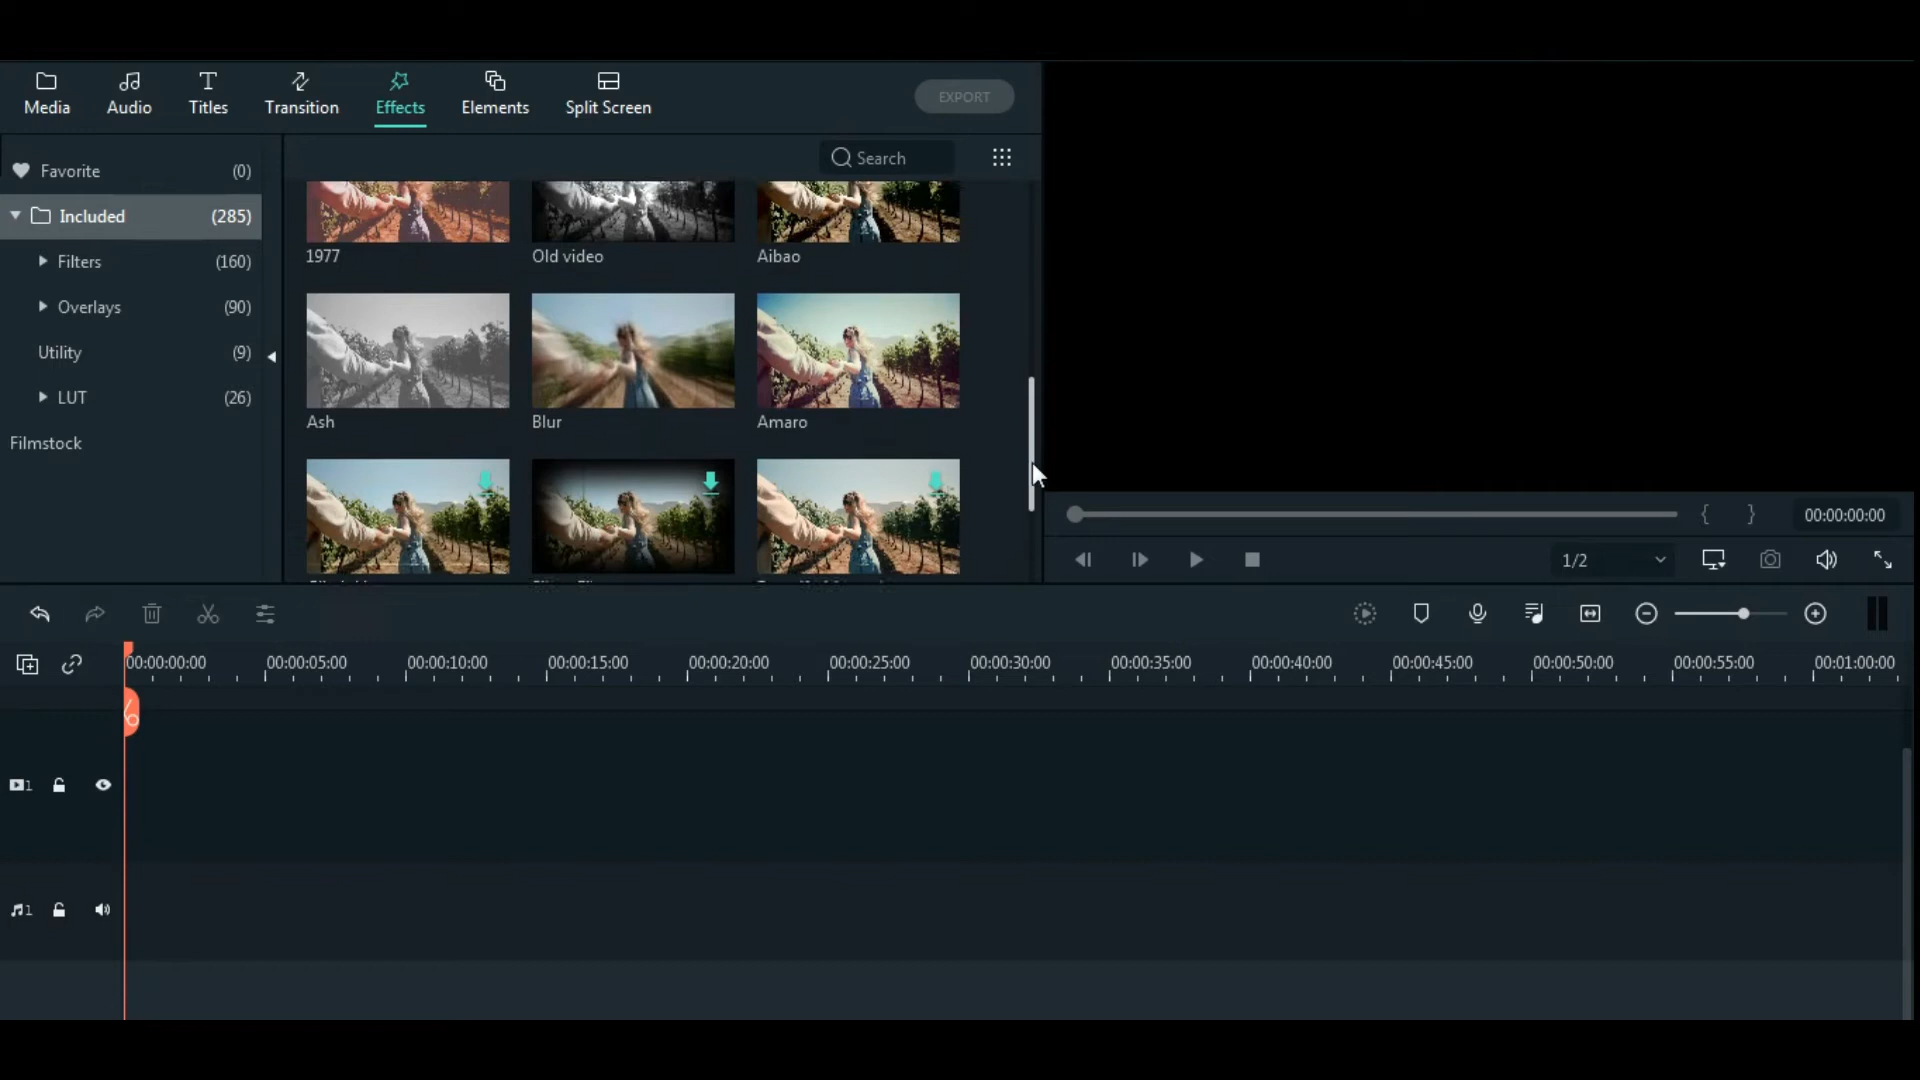 Media Audio Titles Transition Effects Elements Split Screen EXPORT
Favorite (0)
Search
Included (285)
Filters (160)
Overlays (90)
Utility (9)
LUT (26)
Filmstock
1977 Old video Aibao
Ash Blur Amaro
00:00:00:00
1/2
00:00:00:00 00:00:05:00 00:00:10:00 00:00:15:00 00:00:20:00 00:00:25:00 00:00:30:00 00:00:35:00 00:00:40:00 00:00:45:00 00:00:50:00 00:00:55:00 00:01:00:00
1
1